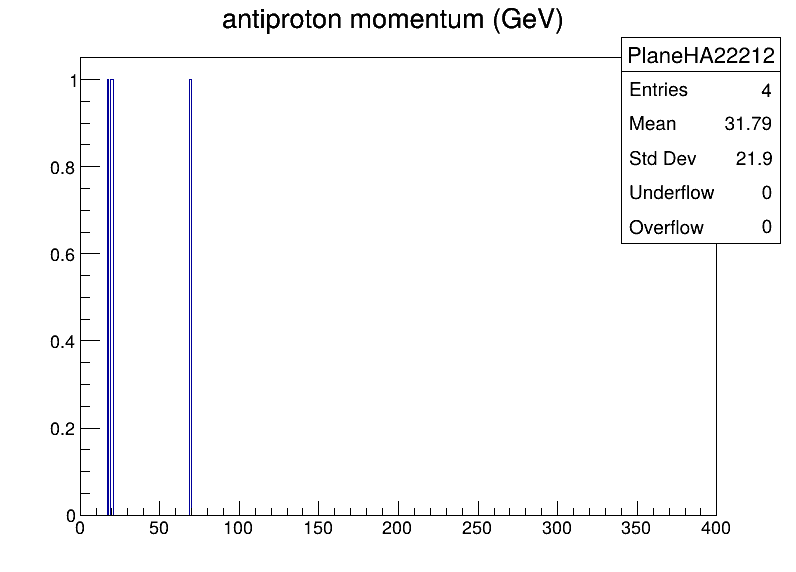 antiproton momentum (GeV)
PlaneHA22212
Entries 4
Mean 31.79
Std Dev 21.9
Underflow 0
Overflow 0
1
0.8
0.6
0.4
0.2
0
0 50 100 150 200 250 300 350 400